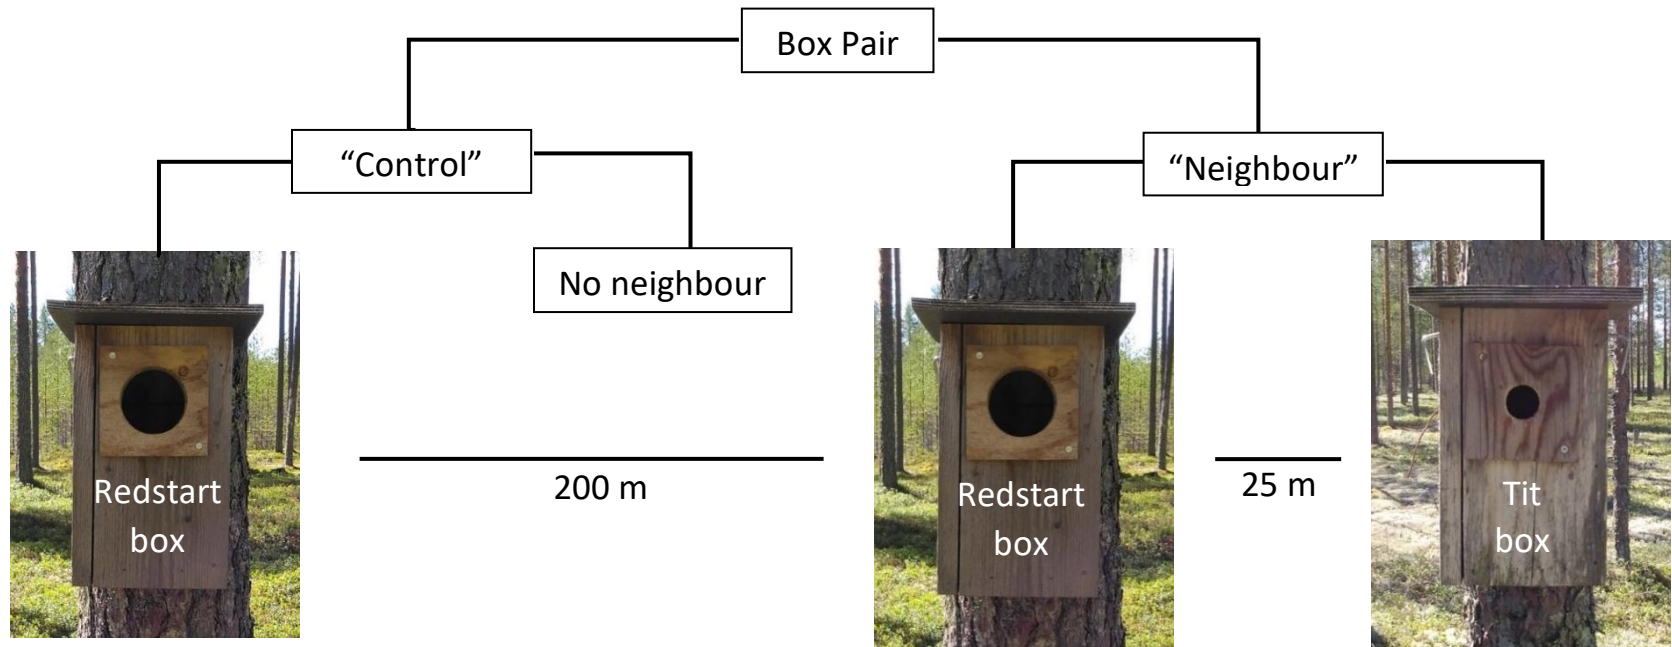 Box Pair
“Control”
“Neighbour”
No neighbour
Redstart
box
200 m
Redstart
box
25 m
Tit
box